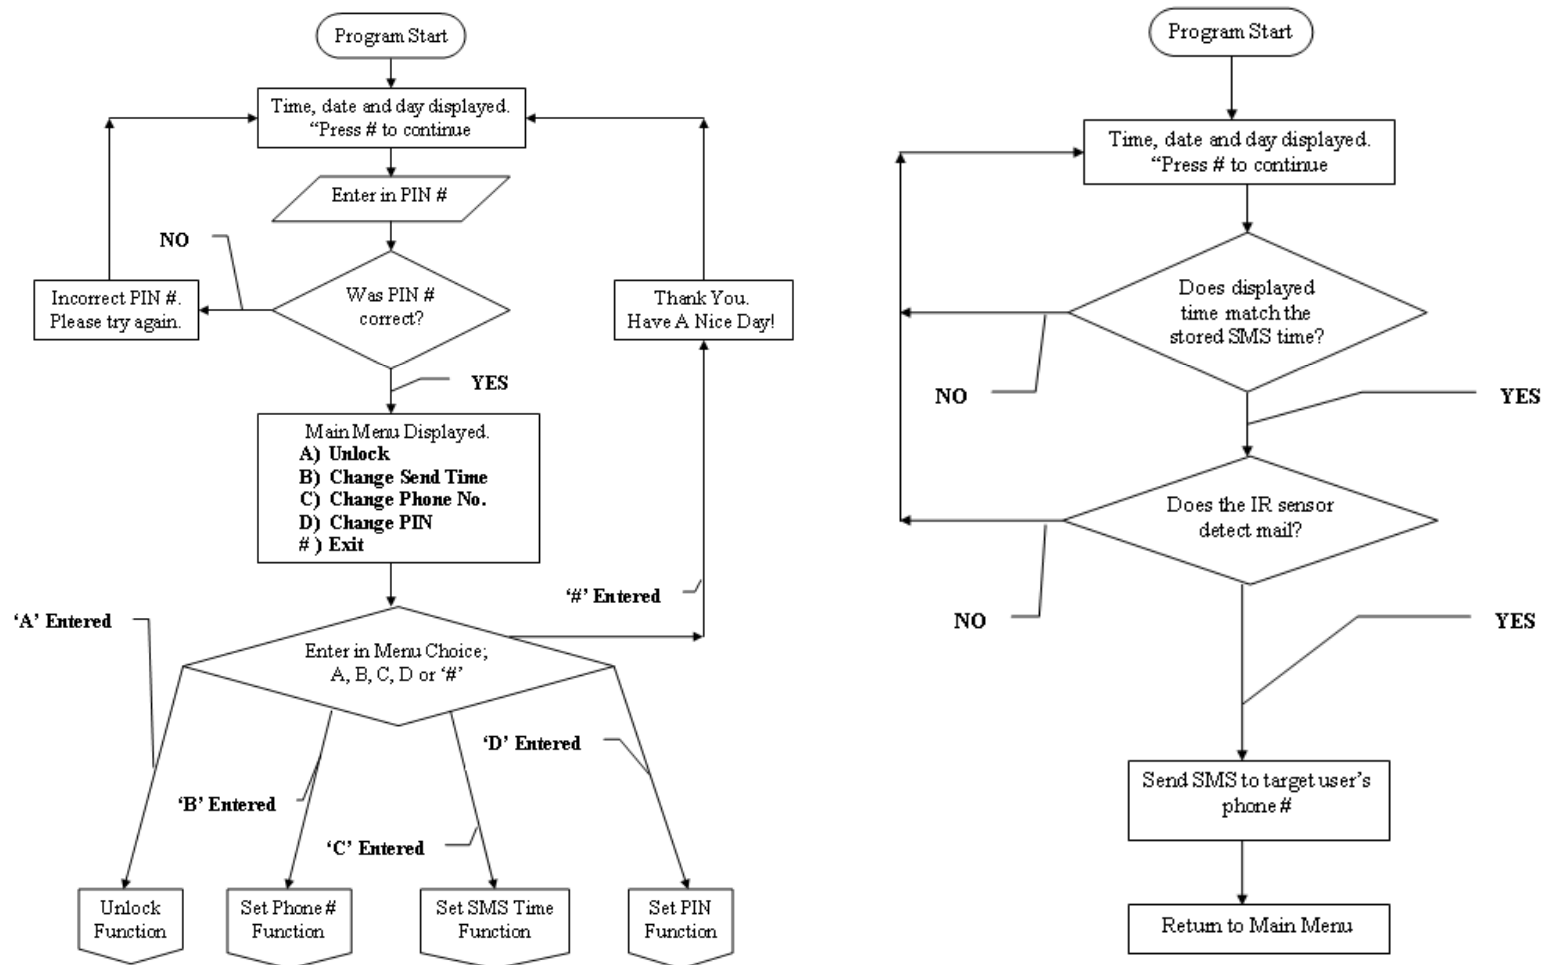 Program Start
Time, date and day displayed.
“Press # to continue
Enter in PIN #
NO
Was PIN #
correct?
Incorrect PIN #.
Please try again.
Thank You.
Have A Nice Day!
YES
Main Menu Displayed.
A) Unlock
B) Change Send Time
C) Change Phone No.
D) Change PIN
# ) Exit
‘#’ Entered
‘A’ Entered
Enter in Menu Choice;
A, B, C, D or ‘#’
‘D’ Entered
‘B’ Entered
‘C’ Entered
Unlock
Function
Set Phone #
Function
Set SMS Time
Function
Set PIN
Function
Program Start
Time, date and day displayed.
“Press # to continue
Does displayed
time match the
stored SMS time?
NO
YES
Does the IR sensor
detect mail?
NO
YES
Send SMS to target user’s
phone #
Return to Main Menu